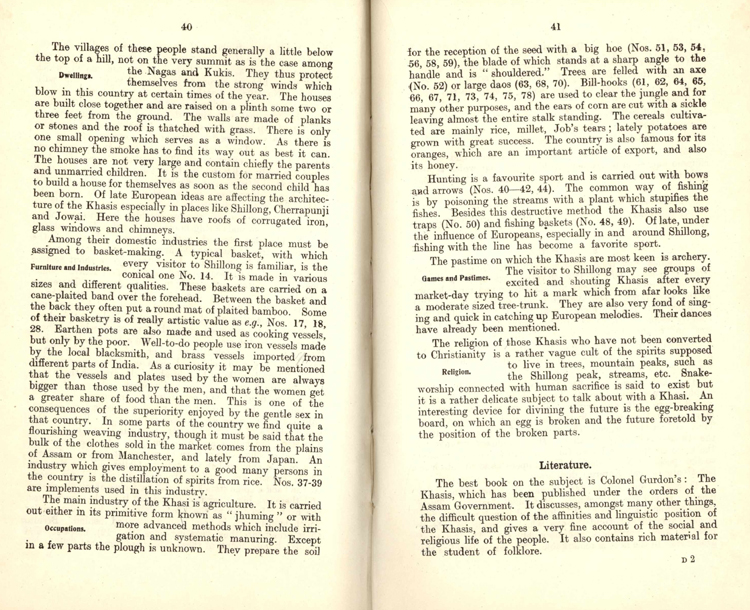 40
The villages of these people stand generally a little below
the top of a hill, not on the very summit as is the case among
Dwellings.
the Nagas and Kukis. They thus protect
themselves from the strong winds which
blow in this country at certain times of the year. The houses
are built close together and are raised on a plinth some two or
three feet from the ground. The walls are made of planks
or stones and the roof is thatched with grass. There is only
one small opening which serves as a window. As there is
no chimney the smoke has to find its way out as best it can.
The houses are not very large and contain chiefly the parents
and unmarried children. It is the custom for married couples
to build a house for themselves as soon as the second child has
been born. Of late European ideas are affecting the architec-
ture of the Khasis especially in places like Shillong, Cherrapunji
and Jowai. Here the houses have roofs of corrugated iron,
glass windows and chimneys.
Among their domestic industries the first place must be
assigned to basket-making. A typical basket, with which
Furniture and Industries.
every visitor to Shillong is familiar, is the
conical one No. 14. It is made in various
sizes and different qualities. These baskets are carried on a
cane-plaited band over the forehead. Between the basket and
the back they often put a round mat of plaited bamboo. Some
of their basketry is of really artistic value as e.g., Nos. 17, 18,
28. Earthen pots are also made and used as cooking vessels,
but only by the poor. Well-to-do people use iron vessels made
by the local blacksmith, and brass vessels imported from
different parts of India. As a curiosity it may be mentioned
that the vessels and plates used by the women are always
bigger than those used by the men, and that the women get
a greater share of food than the men. This is one of the
consequences of the superiority enjoyed by the gentle sex in
that country. In some parts of the country we find quite a
flourishing weaving industry, though it must be said that the
bulk of the clothes sold in the market comes from the plains
of Assam or from Manchester, and lately from Japan. An
industry which gives employment to a good many persons in
the country is the distillation of spirits from rice. Nos. 37-39
are implements used in this industry.
The main industry of the Khasi is agriculture. It is carried
out either in its primitive form known as "jhuming" or with
Occupations.
more advanced methods which include irri-
gation and systematic manuring. Except
in a few parts the plough is unknown. They prepare the soil
41
for the reception of the seed with a big hoe (Nos. 51, 53, 54,
56, 58, 59), the blade of which stands at a sharp angle to the
handle and is "shouldered." Trees are felled with an axe
(No. 52) or large daos (63, 68, 70). Bill-hooks (61, 62, 64, 65,
66, 67, 71, 73, 74, 75, 78) are used to clear the jungle and for
many other purposes, and the ears of corn are cut with a sickle
leaving almost the entire stalk standing. The cereals cultiva-
ted are mainly rice, millet, Job's tears; lately potatoes are
grown with great success. The country is also famous for its
oranges, which are an important article of export, and also
its honey.
Hunting is a favourite sport and is carried out with bows
and arrows (Nos. 40—42, 44). The common way of fishing
is by poisoning the streams with a plant which stupifies the
fishes. Besides this destructive method the Khasis also use
traps (No. 50) and fishing baskets (No. 48, 49). Of late, under
the influence of Europeans, especially in and around Shillong,
fishing with the line has become a favorite sport.
The pastime on which the Khasis are most keen is archery.
Games and Pastimes.
The visitor to Shillong may see groups of
excited and shouting Khasis after every
market-day trying to hit a mark which from afar looks like
a moderate sized tree-trunk. They are also very fond of sing-
ing and quick in catching up European melodies. Their dances
have already been mentioned.
The religion of those Khasis who have not been converted
to Christianity is a rather vague cult of the spirits supposed
Religion.
to live in trees, mountain peaks, such as
the Shillong peak, streams, etc. Snake-
worship connected with human sacrifice is said to exist but
it is a rather delicate subject to talk about with a Khasi. An
interesting device for divining the future is the egg-breaking
board, on which an egg is broken and the future foretold by
the position of the broken parts.
Literature.
The best book on the subject is Colonel Gurdon's: The
Khasis, which has been published under the orders of the
Assam Government. It discusses, amongst many other things,
the difficult question of the affinities and linguistic position of
the Khasis, and gives a very fine account of the social and
religious life of the people. It also contains rich material for
the student of folklore.
D 2